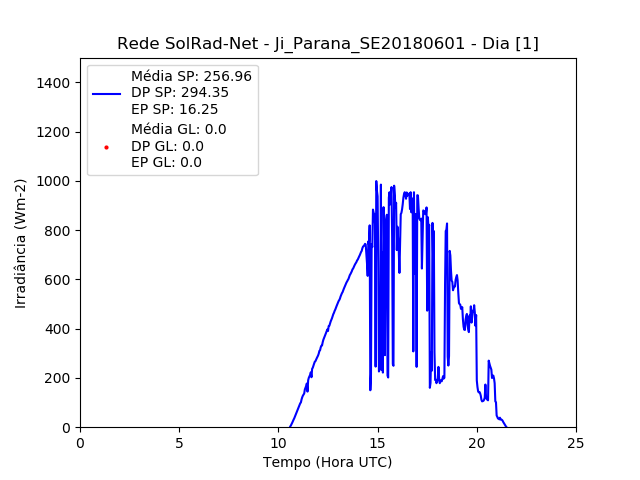 Rede SolRad-Net - Ji_Parana_SE20180601 - Dia [1]
Média SP: 256.96
DP SP: 294.35
EP SP: 16.25
Média GL: 0.0
DP GL: 0.0
EP GL: 0.0
1400
1200
1000
800
600
400
200
0
Irradiância (Wm-2)
0 5 10 15 20 25
Tempo (Hora UTC)